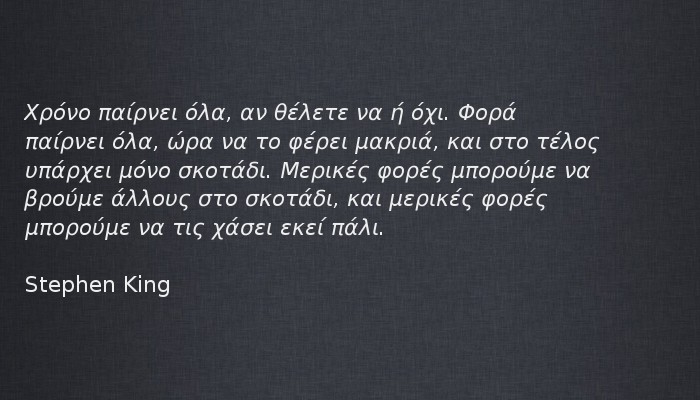 Χρόνο παίρνει όλα, αν θέλετε να ή όχι. Φορά
παίρνει όλα, ώρα να το φέρει μακριά, και στο τέλος
υπάρχει μόνο σκοτάδι. Μερικές φορές μπορούμε να
βρούμε άλλους στο σκοτάδι, και μερικές φορές
μπορούμε να τις χάσει εκεί πάλι.
Stephen King